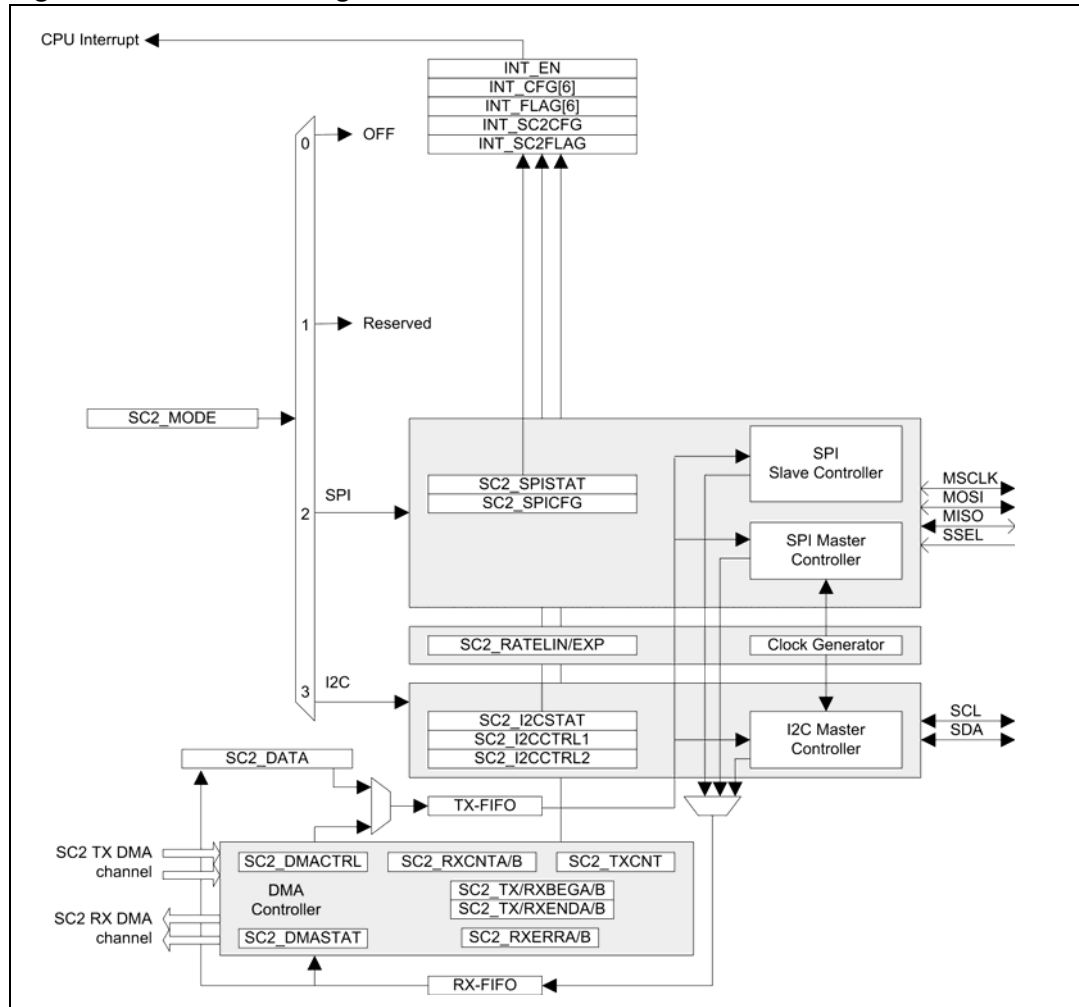 CPU Interrupt
INT_EN
INT_CFG[6]
INT_FLAG[6]
INT_SC2CFG
INT_SC2FLAG
0
OFF
1
Reserved
SC2_MODE
2
SPI
SC2_SPISTAT
SC2_SPICFG
SPI
Slave Controller
SPI Master
Controller
MSCLK
MOSI
MISO
SSEL
SC2_RATELIN/EXP
Clock Generator
3
I2C
SC2_I2CSTAT
SC2_I2CCTRL1
SC2_I2CCTRL2
I2C Master
Controller
SCL
SDA
SC2_DATA
TX-FIFO
SC2 TX DMA
channel
SC2 RX DMA
channel
SC2_DMACTRL
SC2_RXCNTA/B
SC2_TXCNT
DMA
Controller
SC2_TX/RXBEGA/B
SC2_TX/RXENDA/B
SC2_DMASTAT
SC2_RXERRA/B
RX-FIFO